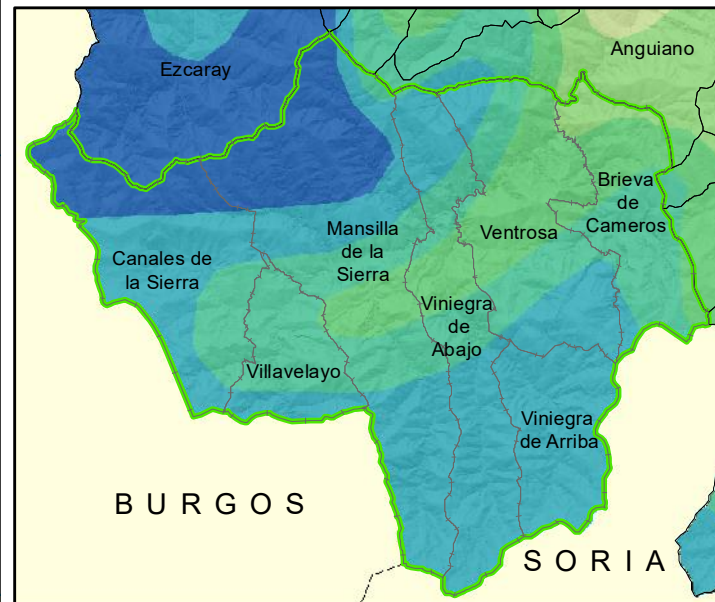 Ezcaray
Anguiano
Brieva
de
Cameros
Mansilla
de la
Sierra
Ventrosa
Canales de
la Sierra
Viniegra
de
Abajo
Villavelayo
Viniegra
de Arriba
BURGOS
SORIA